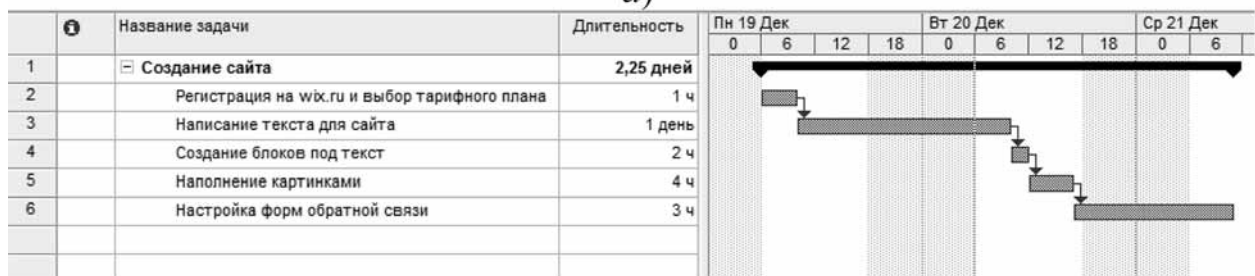 а)
Название задачи Длительность Пн 19 Дек Вт 20 Дек Ср 21 Дек
0 6 12 18 0 6 12 18 0 6
1 Создание сайта 2,25 дней
2 Регистрация на wix.ru и выбор тарифного плана 1 ч
3 Написание текста для сайта 1 день
4 Создание блоков под текст 2 ч
5 Наполнение картинками 4 ч
6 Настройка форм обратной связи 3 ч